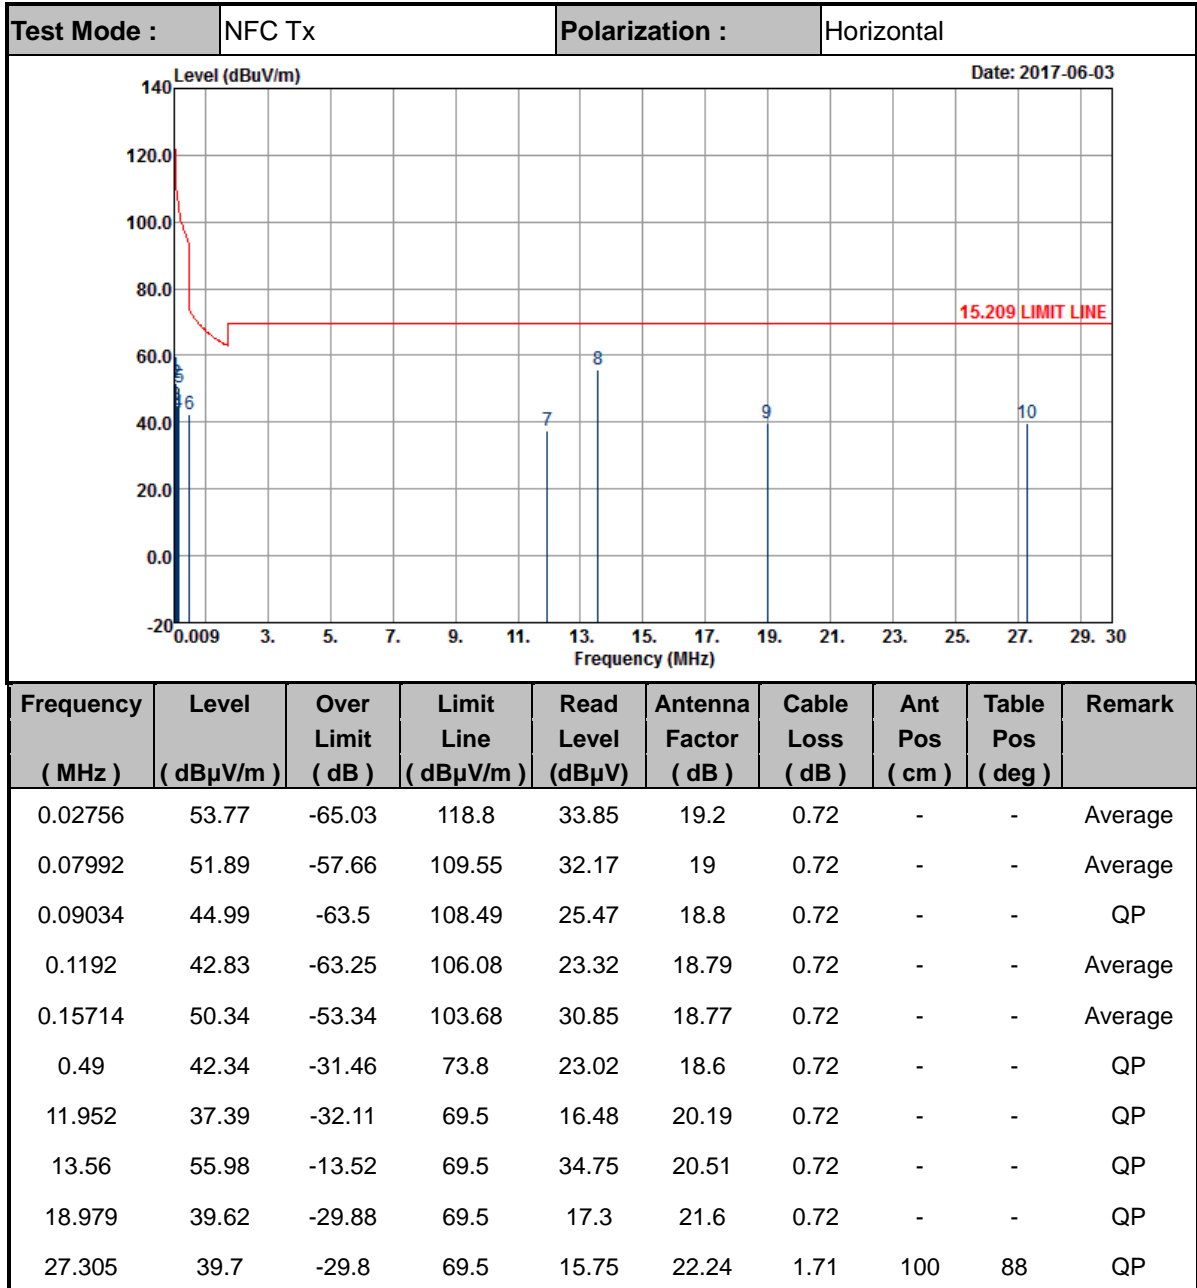 Test Mode : NFC Tx Polarization : Horizontal
Level (dBuV/m) Date: 2017-06-03
140
120.0
100.0
80.0
15.209 LIMIT LINE
60.0
8
5
6
40.0
7
9
10
20.0
0.0
-20
0.009 3. 5. 7. 9. 11. 13. 15. 17. 19. 21. 23. 25. 27. 29. 30
Frequency (MHz)
Frequency Level Over Limit Read Antenna Cable Ant Table Remark
Limit Line Level Factor Loss Pos Pos
( MHz ) ( dBµV/m ) ( dB ) ( dBµV/m ) (dBµV) ( dB ) ( dB ) ( cm ) ( deg )
0.02756 53.77 -65.03 118.8 33.85 19.2 0.72 - - Average
0.07992 51.89 -57.66 109.55 32.17 19 0.72 - - Average
0.09034 44.99 -63.5 108.49 25.47 18.8 0.72 - - QP
0.1192 42.83 -63.25 106.08 23.32 18.79 0.72 - - Average
0.15714 50.34 -53.34 103.68 30.85 18.77 0.72 - - Average
0.49 42.34 -31.46 73.8 23.02 18.6 0.72 - - QP
11.952 37.39 -32.11 69.5 16.48 20.19 0.72 - - QP
13.56 55.98 -13.52 69.5 34.75 20.51 0.72 - - QP
18.979 39.62 -29.88 69.5 17.3 21.6 0.72 - - QP
27.305 39.7 -29.8 69.5 15.75 22.24 1.71 100 88 QP